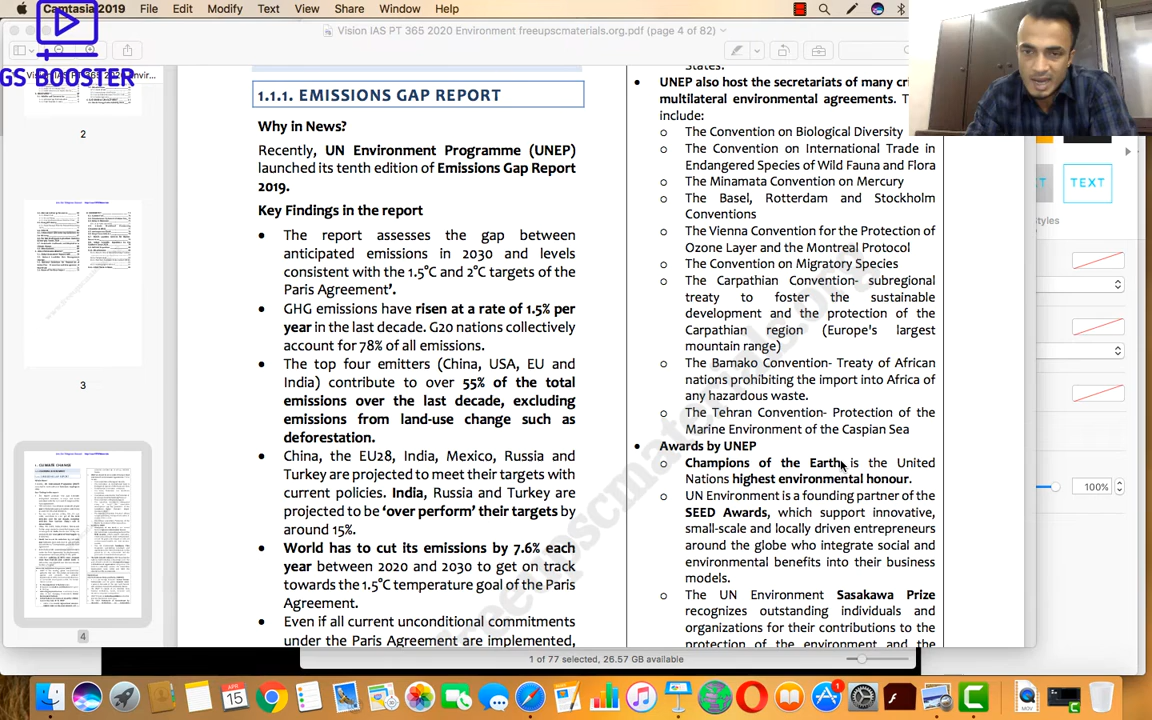 Camtasia 2019 File Edit Modify Text View Share Window Help
Vision IAS PT 365 2020 Environment freeupscmaterials.org.pdf (page 4 of 82)
GS BOOSTER
2
3
4
1.1.1. EMISSIONS GAP REPORT
Why in News?
Recently, UN Environment Programme (UNEP)
launched its tenth edition of Emissions Gap Report
2019.
Key Findings in the report
• The report assesses the gap between
anticipated emissions in 2030 and levels
consistent with the 1.5°C and 2°C targets of the
Paris Agreement'.
• GHG emissions have risen at a rate of 1.5% per
year in the last decade. G20 nations collectively
account for 78% of all emissions.
• The top four emitters (China, USA, EU and
India) contribute to over 55% of the total
emissions over the last decade, excluding
emissions from land-use change such as
deforestation.
• China, the EU28, India, Mexico, Russia and
Turkey are projected to meet their targets with
current policies. India, Russia and Turkey are
projected to be 'over perform' their targets by
around 15%.
• World has to cut its emissions by 7.6% each
year between 2020 and 2030 to get on track
towards the 1.5°C temperature goal of the Paris
Agreement.
• Even if all current unconditional commitments
under the Paris Agreement are implemented,
States.
• UNEP also host the secretariats of many
multilateral environmental agreements.
include:
o The Convention on Biological Diversity
o The Convention on International Trade in
Endangered Species of Wild Fauna and Flora
o The Minamata Convention on Mercury
o The Basel, Rotterdam and Stockholm
Conventions
o The Vienna Convention for the Protection of
Ozone Layer and the Montreal Protocol
o The Convention on Migratory Species
o The Carpathian Convention- subregional
treaty to foster the sustainable
development and the protection of the
Carpathian region (Europe's largest
mountain range)
o The Bamako Convention- Treaty of African
nations prohibiting the import into Africa of
any hazardous waste.
o The Tehran Convention- Protection of the
Marine Environment of the Caspian Sea
• Awards by UNEP
o Champions of the Earth is the United
Nations highest environmental honour.
o UN Environment is a founding partner of the
SEED Awards, which support innovative,
small-scale and locally driven entrepreneurs
around the globe who integrate social and
environmental benefits into their business
models.
o The UN Environment Sasakawa Prize
recognizes outstanding individuals and
organizations for their contributions to the
protection of the environment and the
TEXT
100%
1 of 77 selected, 26.57 GB available
APR
15